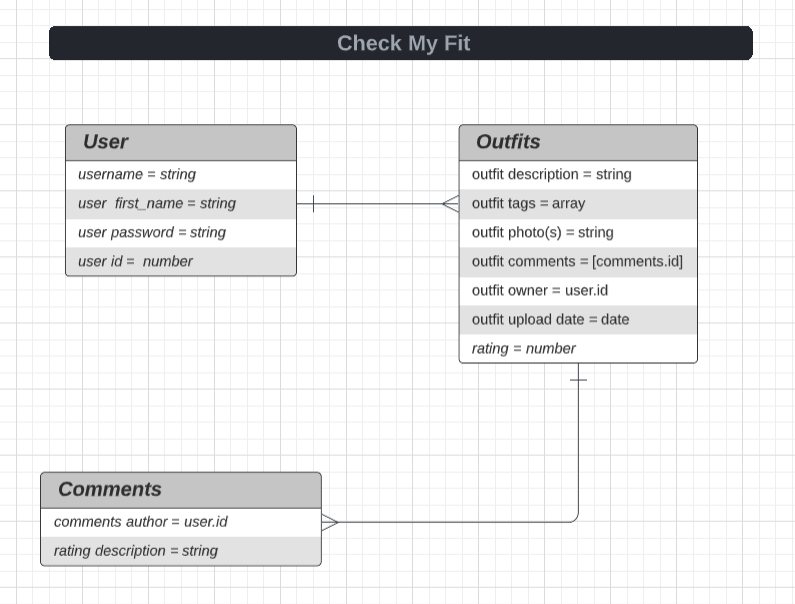 Check My Fit
User
username = string
user first_name = string
user password = string
user id = number
Outfits
outfit description = string
outfit tags = array
outfit photo(s) = string
outfit comments = [comments.id]
outfit owner = user.id
outfit upload date = date
rating = number
Comments
comments author = user.id
rating description = string